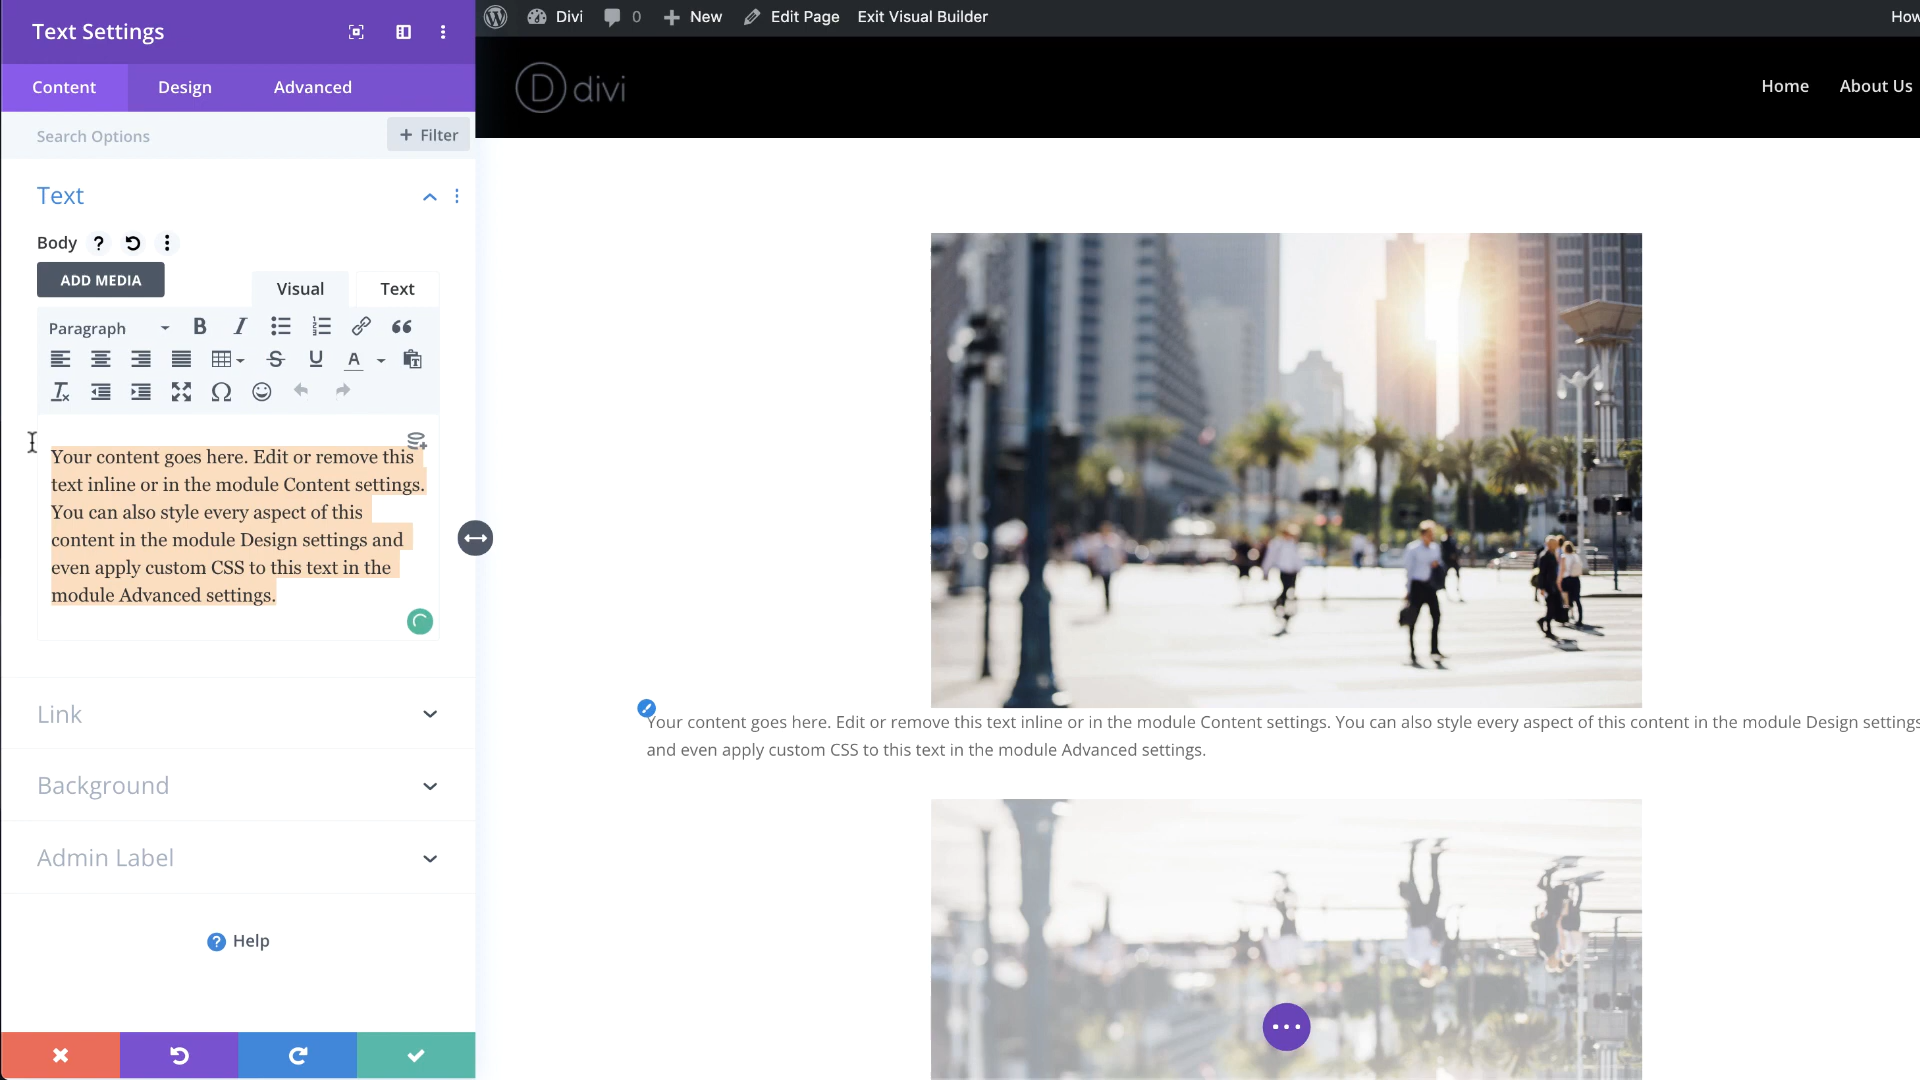 Text Settings
Content
Design
Advanced
Search Options
+ Filter
Text
Body ?
ADD MEDIA
Visual
Text
Paragraph
Your content goes here. Edit or remove this
text inline or in the module Content settings.
You can also style every aspect of this
content in the module Design settings and
even apply custom CSS to this text in the
module Advanced settings.
Link
Background
Admin Label
? Help
Divi
0
New
Edit Page
Exit Visual Builder
How
divi
Home
About Us
Your content goes here. Edit or remove this text inline or in the module Content settings. You can also style every aspect of this content in the module Design settings
and even apply custom CSS to this text in the module Advanced settings.